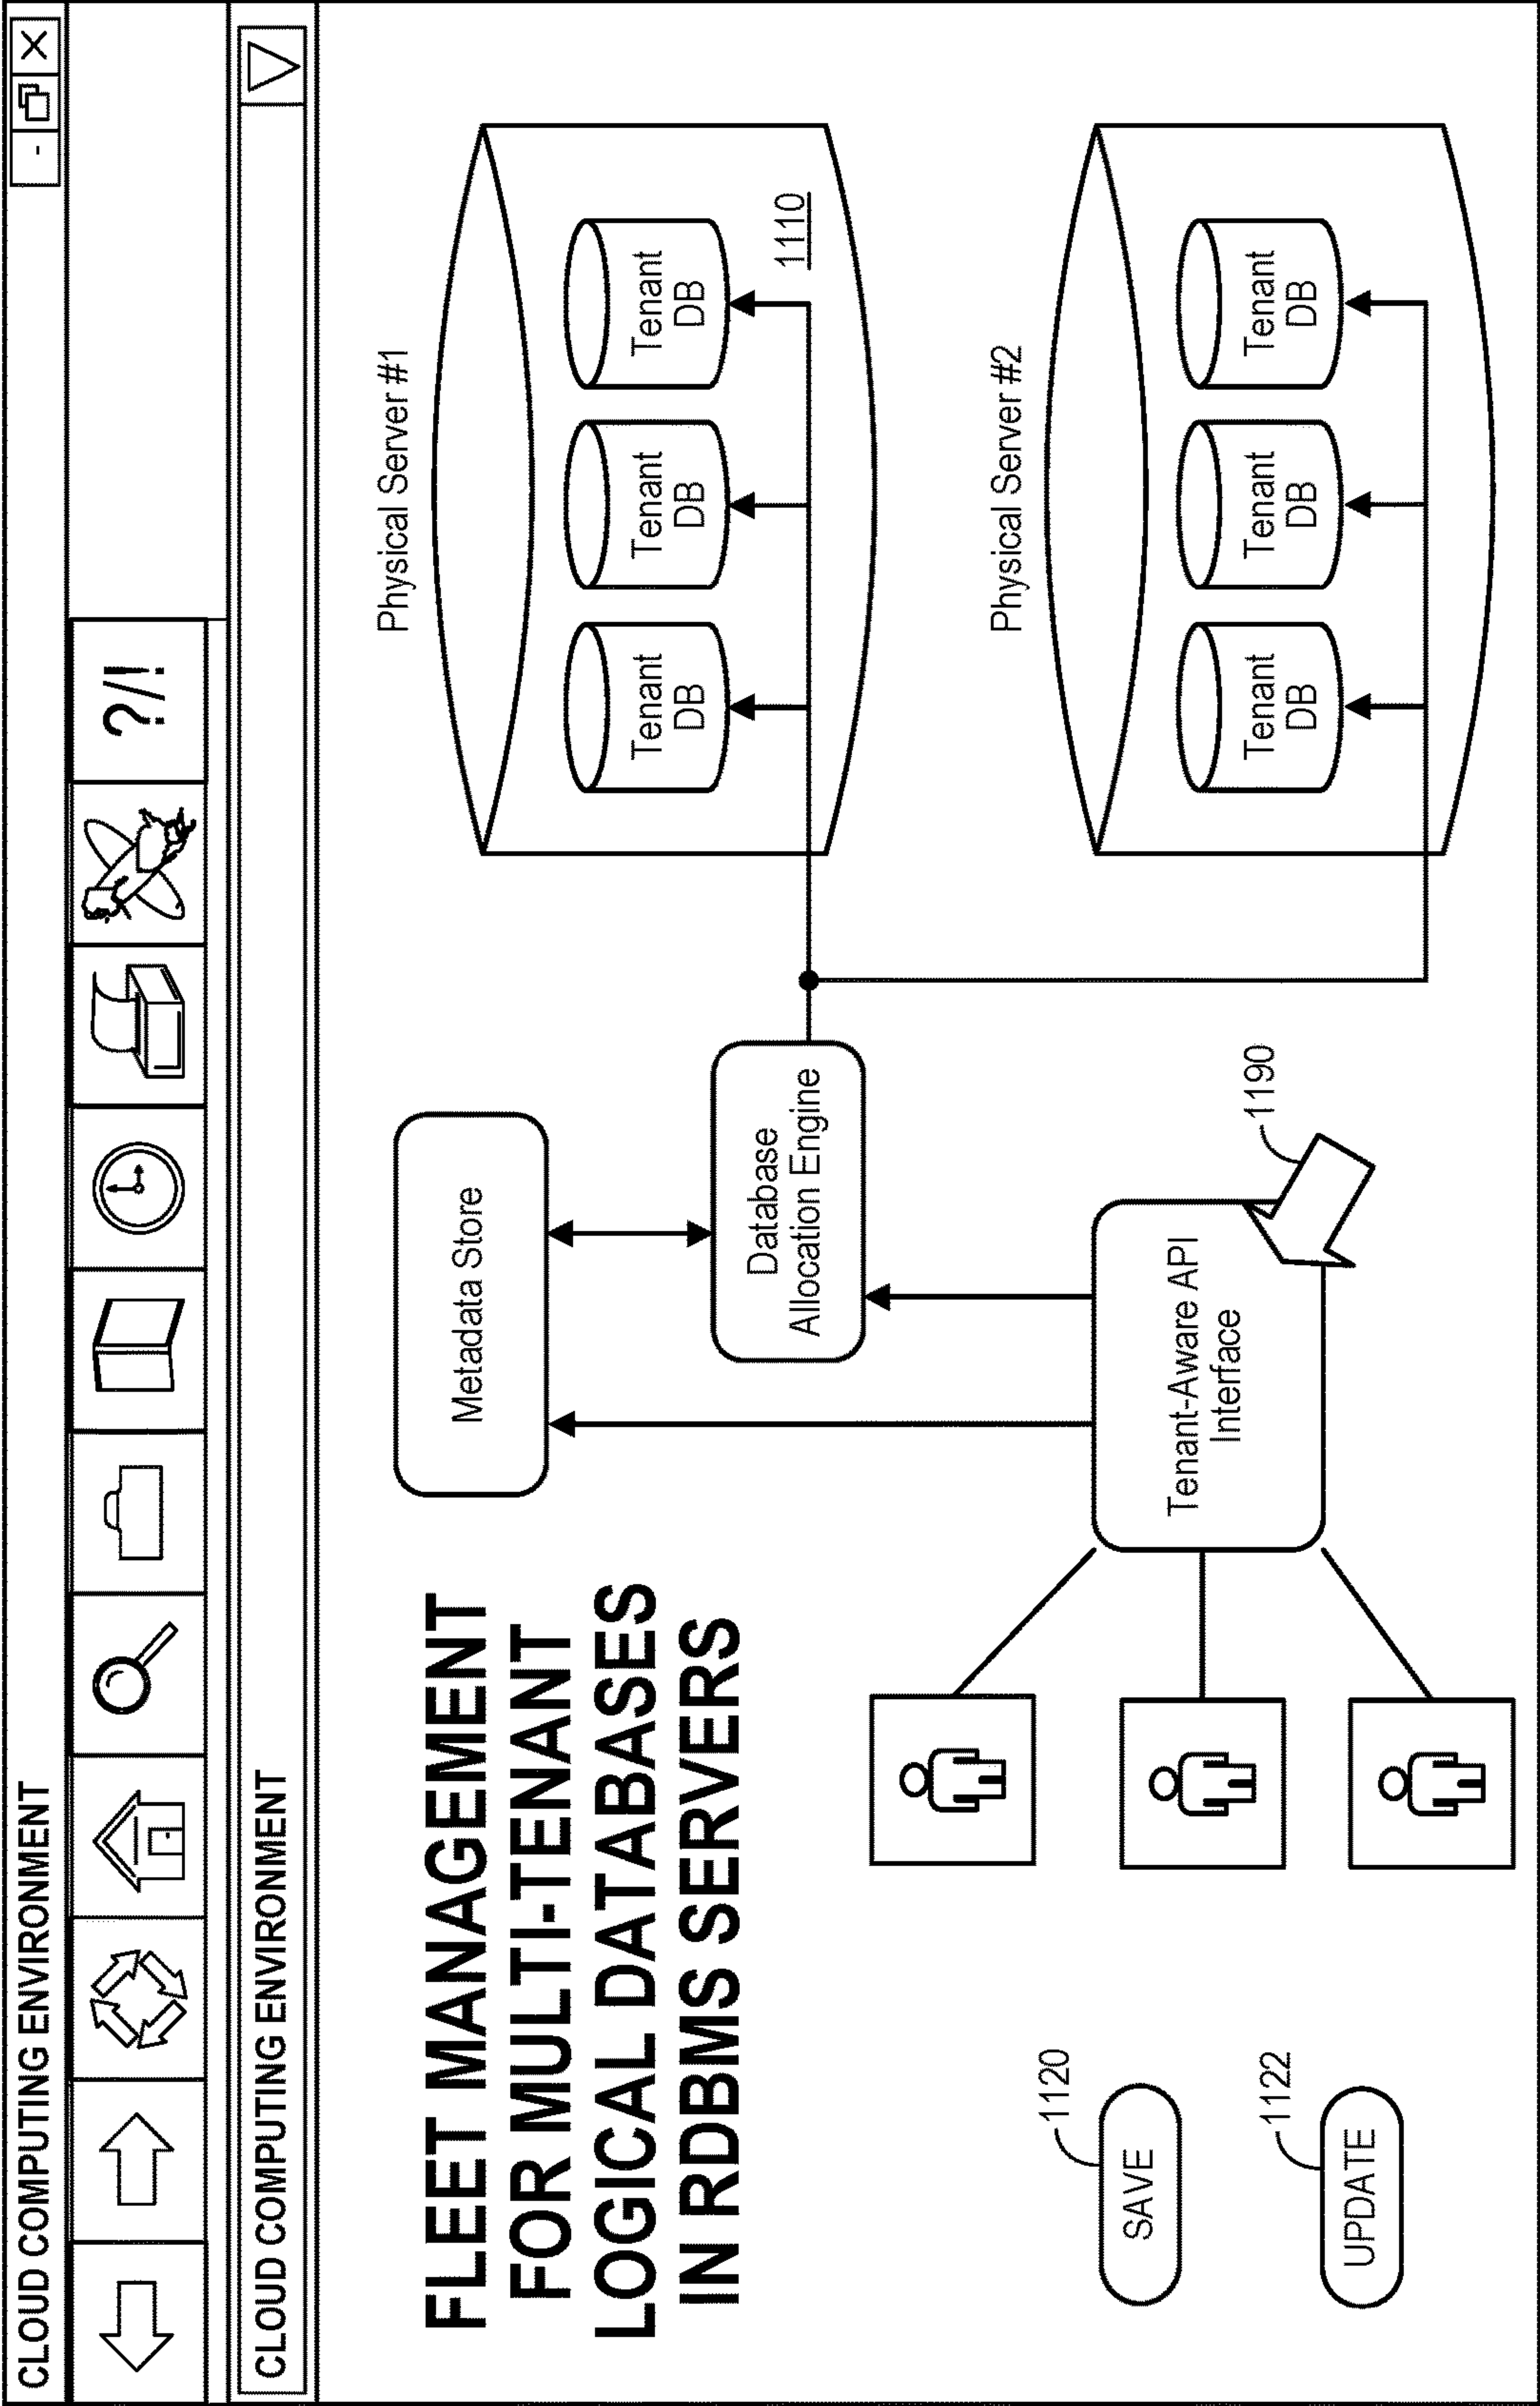 CLOUD COMPUTING ENVIRONMENT
- X
?/!
CLOUD COMPUTING ENVIRONMENT
FLEET MANAGEMENT
FOR MULTI-TENANT
LOGICAL DATABASES
IN RDBMS SERVERS
Metadata Store
Database
Allocation Engine
Tenant-Aware API
Interface
1190
Physical Server #1
Tenant
DB
Tenant
DB
Tenant
DB
1110
Physical Server #2
Tenant
DB
Tenant
DB
Tenant
DB
1120
SAVE
1122
UPDATE